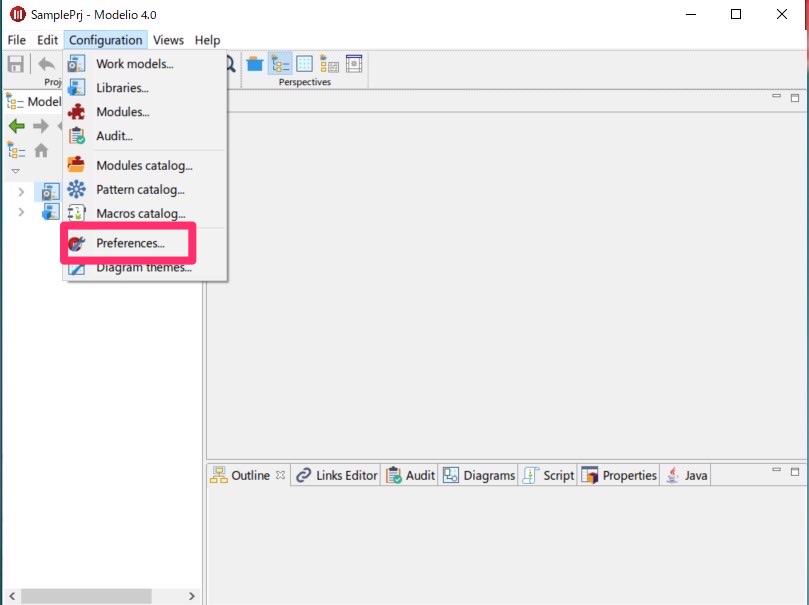 SamplePrj - Modelio 4.0
File Edit Configuration Views Help
Work models...
Libraries...
Modules...
Audit...
Modules catalog...
Pattern catalog...
Macros catalog...
Preferences...
Diagram themes...
Proj
Perspectives
Model
Outline Links Editor Audit Diagrams Script Properties Java